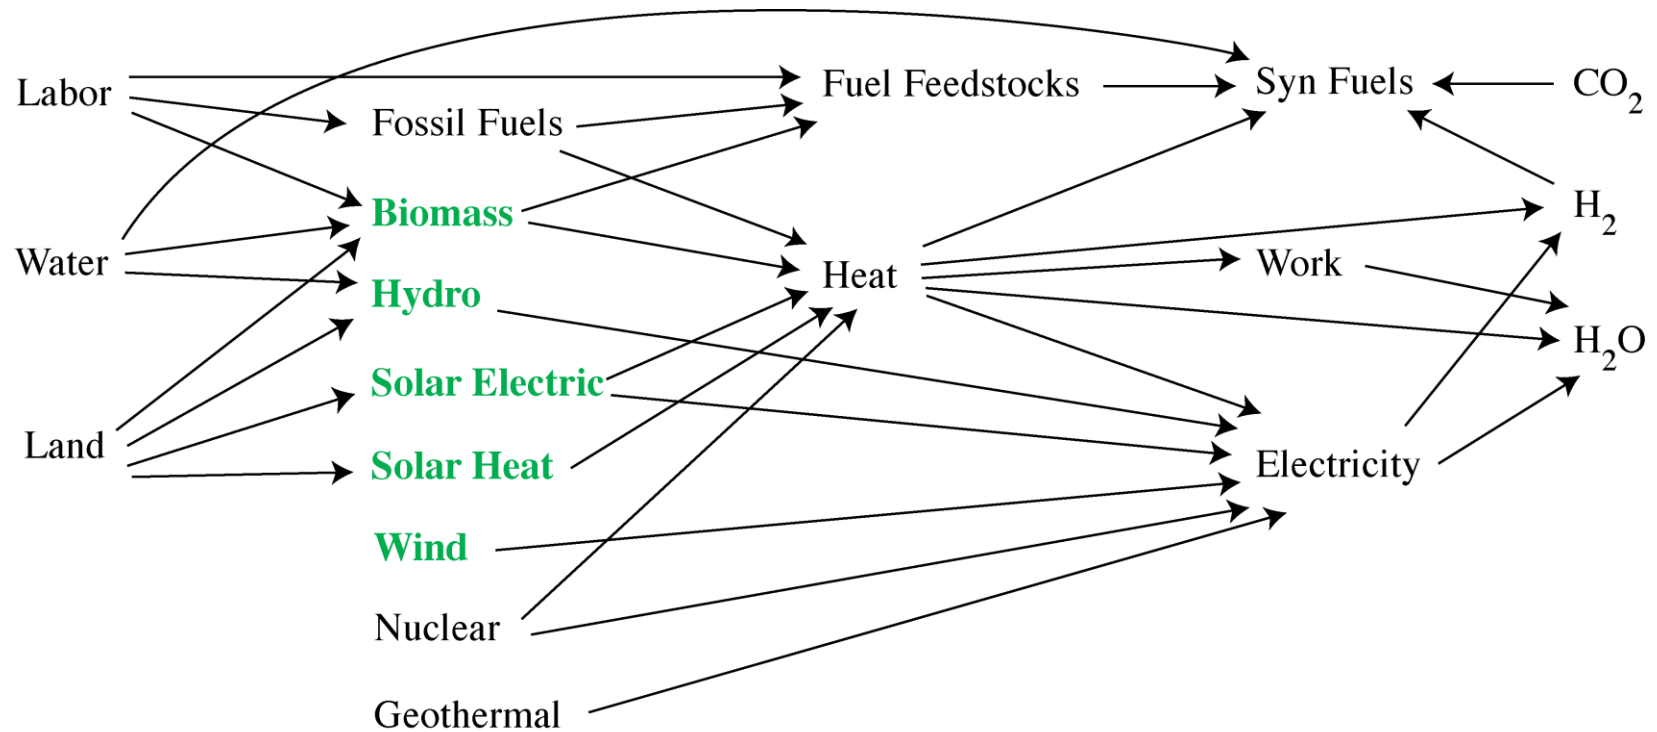 Labor
Water
Land
Fossil Fuels
Biomass
Hydro
Solar Electric
Solar Heat
Wind
Nuclear
Geothermal
Fuel Feedstocks
Heat
Syn Fuels
Work
Electricity
CO2
H2
H2O